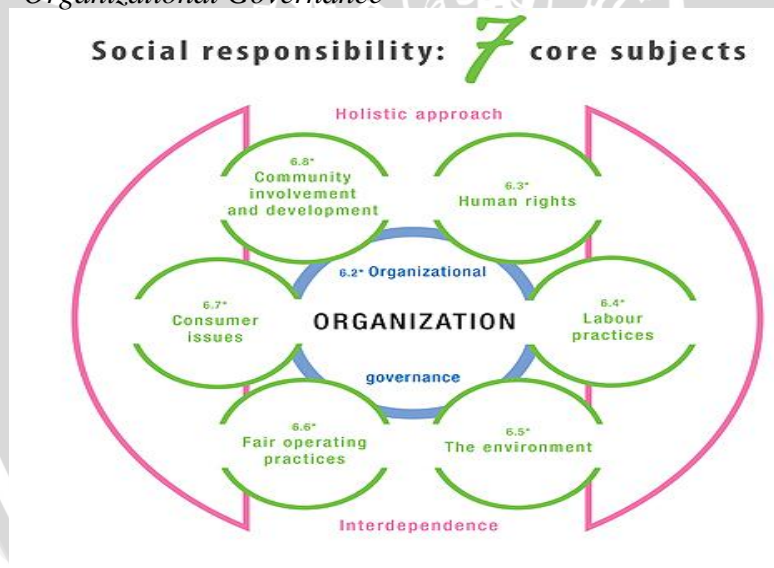 Organizational Governance
Social responsibility: 7 core subjects
Holistic approach
6.8*
Community
involvement
and development
6.3*
Human rights
6.2* Organizational
6.7*
Consumer
issues
ORGANIZATION
6.4*
Labour
practices
governance
6.6*
Fair operating
practices
6.5*
The environment
Interdependence